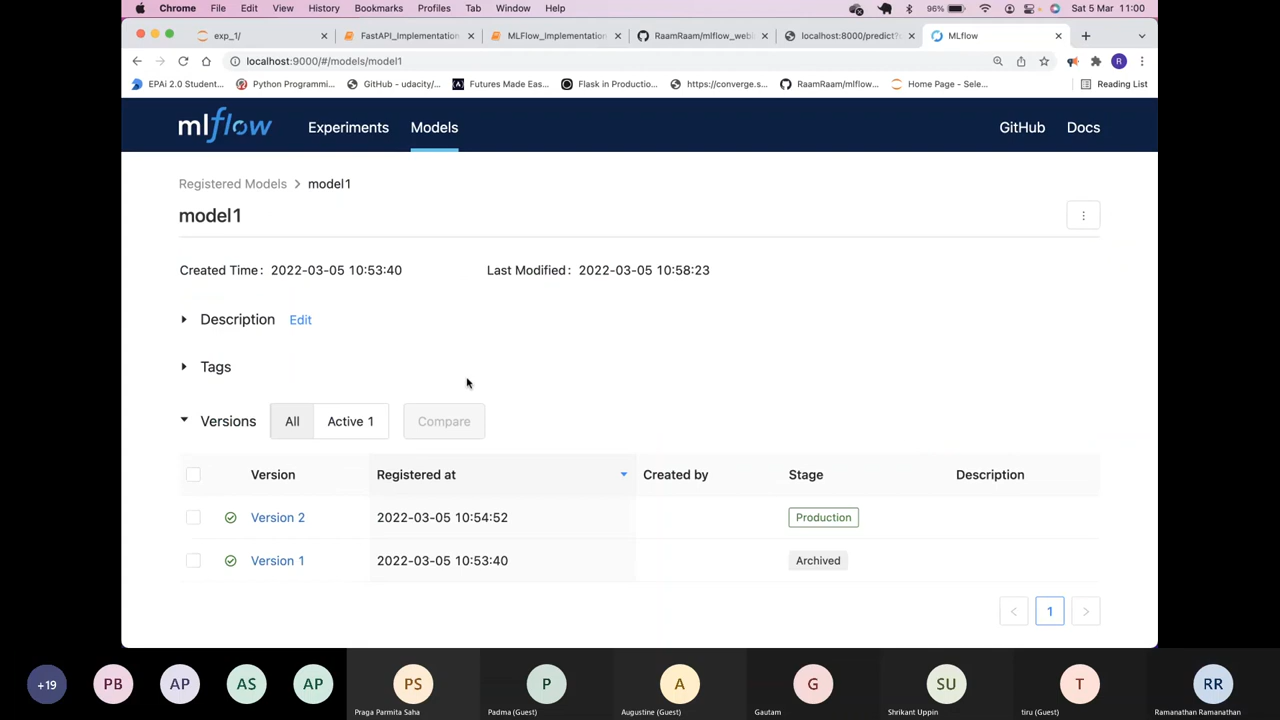 Chrome File Edit View History Bookmarks Profiles Tab Window Help 96% Sat 5 Mar 11:00
exp_1/ FastAPI_Implementation MLFlow_Implementation RaamRaam/mlflow_webi localhost:8000/predict? MLflow
localhost:9000/#/models/model1 R
EPAi 2.0 Student... Python Programmi... GitHub - udacity/... Futures Made Eas... Flask in Productio... https://converge.s... RaamRaam/mlflow... Home Page - Sele... Reading List
mlflow Experiments Models GitHub Docs
Registered Models > model1
model1
Created Time: 2022-03-05 10:53:40 Last Modified: 2022-03-05 10:58:23
Description Edit
Tags
Versions All Active 1 Compare
Version Registered at Created by Stage Description
Version 2 2022-03-05 10:54:52 Production
Version 1 2022-03-05 10:53:40 Archived
< 1 >
+19 PB AP AS AP PS P A G SU T RR
Praga Parmita Saha Padma (Guest) Augustine (Guest) Gautam Shrikant Uppin tiru (Guest) Ramanathan Ramanathan